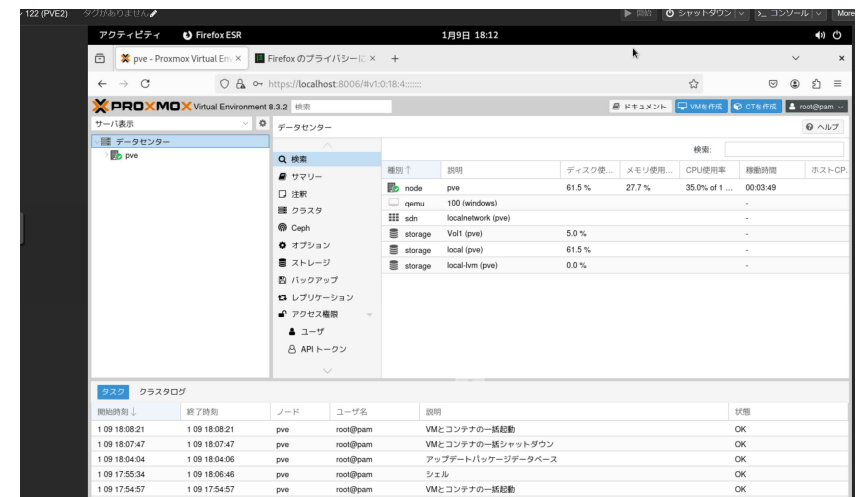 122 (PVE2) タグがありません 開始 シャットダウン コンソール More
アクティビティ Firefox ESR 1月9日 18:12
pve - Proxmox Virtual Env × Firefox のプライバシーに × +
https://localhost:8006/#v1:0:18:4:::::::
PROXMOX Virtual Environment 8.3.2 検索 ドキュメント VMを作成 CTを作成 root@pam
サーバ表示 データセンター ヘルプ
データセンター
pve
検索:
検索
サマリー
注釈
クラスタ
Ceph
オプション
ストレージ
バックアップ
レプリケーション
アクセス権限
ユーザ
API トークン
種別↑ 説明 ディスク使... メモリ使用... CPU使用率 稼働時間 ホストCP.
node pve 61.5 % 27.7 % 35.0% of 1 ... 00:03:49
qemu 100 (windows) -
sdn localnetwork (pve) -
storage Vol1 (pve) 5.0 % -
storage local (pve) 61.5 % -
storage local-lvm (pve) 0.0 % -
タスク クラスタログ
開始時刻↓ 終了時刻 ノード ユーザ名 説明 状態
1 09 18:08:21 1 09 18:08:21 pve root@pam VMとコンテナの一括起動 OK
1 09 18:07:47 1 09 18:07:47 pve root@pam VMとコンテナの一括シャットダウン OK
1 09 18:04:04 1 09 18:04:06 pve root@pam アップデートパッケージデータベース OK
1 09 17:55:34 1 09 18:06:46 pve root@pam シェル OK
1 09 17:54:57 1 09 17:54:57 pve root@pam VMとコンテナの一括起動 OK